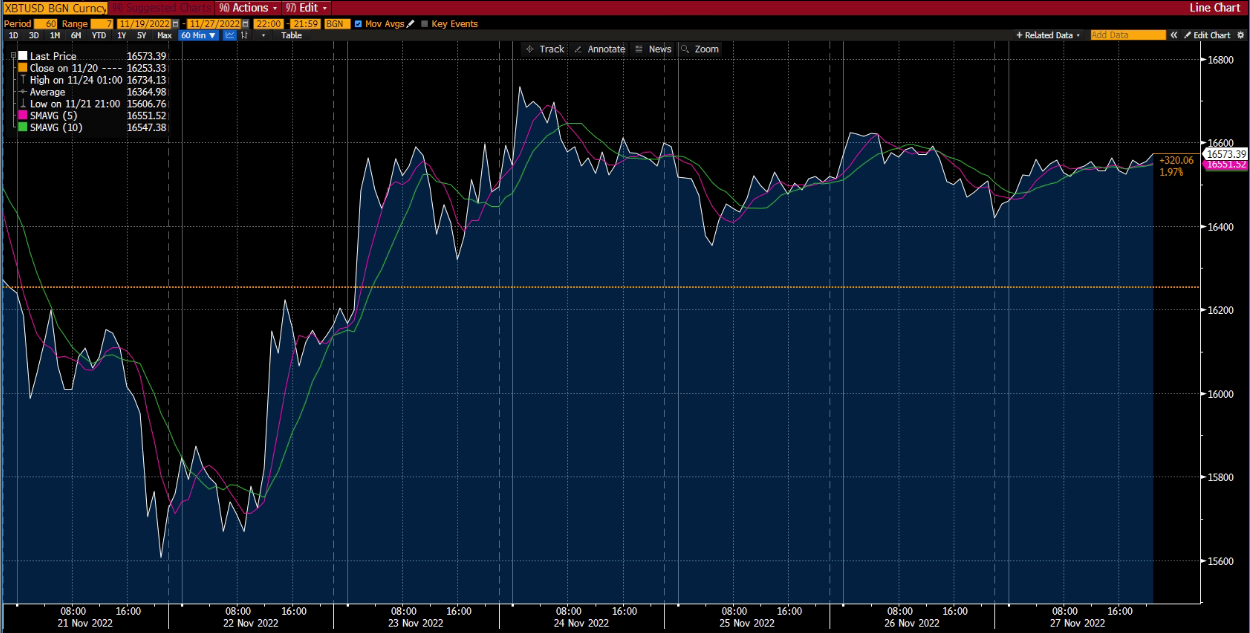 XBTUSD BGN Curncy 96) Suggested Charts 96) Actions 97) Edit Line Chart
Period 60 Range 7 11/19/2022 - 11/27/2022 22:00 - 21:59 BGN Mov Avgs Key Events
1D 3D 1M 6M YTD 1Y 5Y Max 60 Min ▼ Table + Related Data Add Data « Edit Chart
Track Annotate News Zoom
Last Price 16573.39
Close on 11/20 ---- 16253.33
High on 11/24 01:00 16734.13
Average 16364.98
Low on 11/21 21:00 15606.76
SMAVG (5) 16551.52
SMAVG (10) 16547.38
16800
16600
16573.39
16551.52
+320.06
1.97%
16400
16200
16000
15800
15600
08:00 16:00 08:00 16:00 08:00 16:00 08:00 16:00 08:00 16:00 08:00 16:00 08:00 16:00
21 Nov 2022 22 Nov 2022 23 Nov 2022 24 Nov 2022 25 Nov 2022 26 Nov 2022 27 Nov 2022